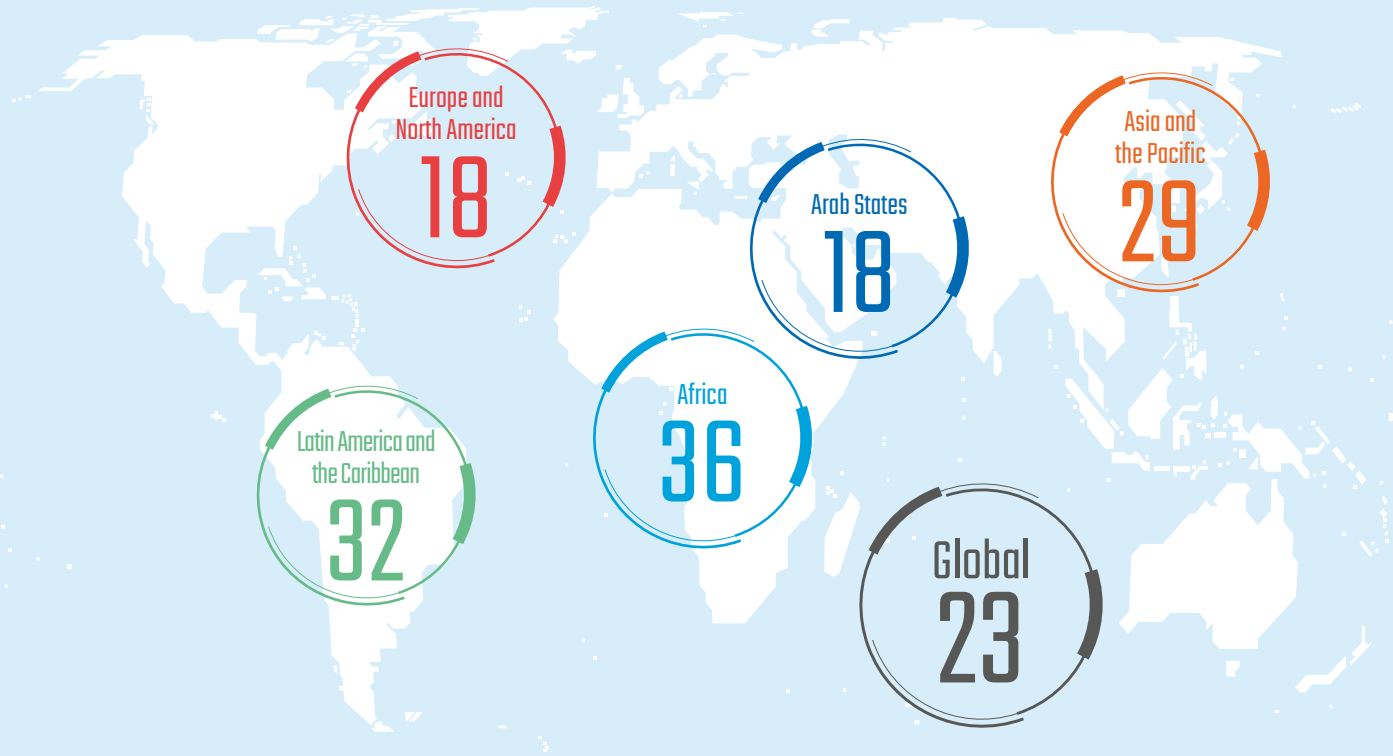 Europe and
North America
18
Asia and
the Pacific
29
Arab States
18
Africa
36
Latin America and
the Caribbean
32
Global
23